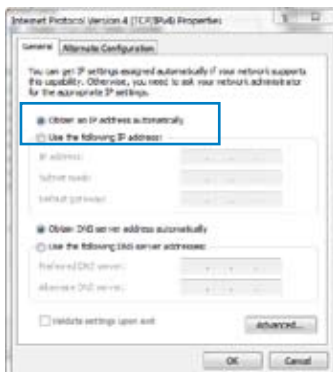 Internet Protocol Version 4 (TCP/IPv4) Properties
General
Alternate Configuration
You can get IP settings assigned automatically if your network supports
this capability. Otherwise, you need to ask your network administrator
for the appropriate IP settings.
Obtain an IP address automatically
Use the following IP address:
IP address:
Subnet mask:
Default gateway:
Obtain DNS server address automatically
Use the following DNS server addresses:
Preferred DNS server:
Alternate DNS server:
Validate settings upon exit
Advanced...
OK
Cancel